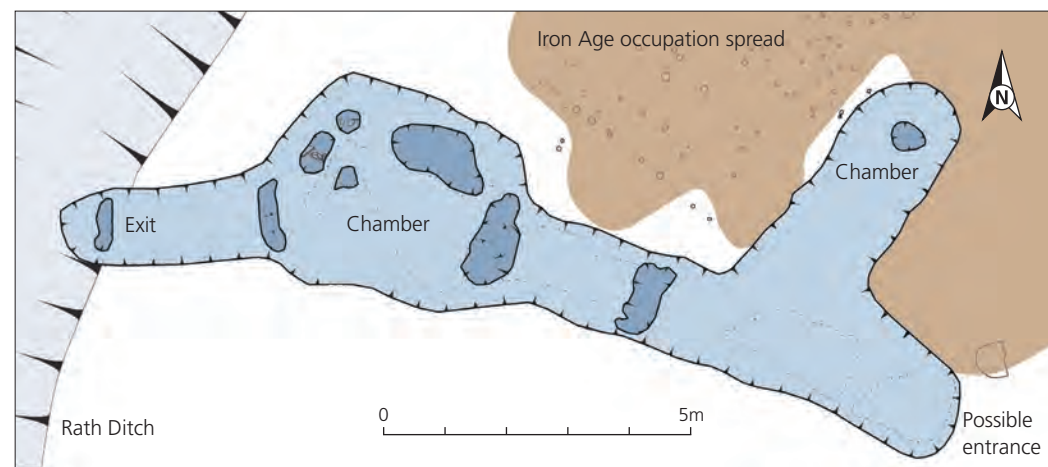 Iron Age occupation spread
N
Chamber
Exit
Chamber
0
5m
Rath Ditch
Possible
entrance